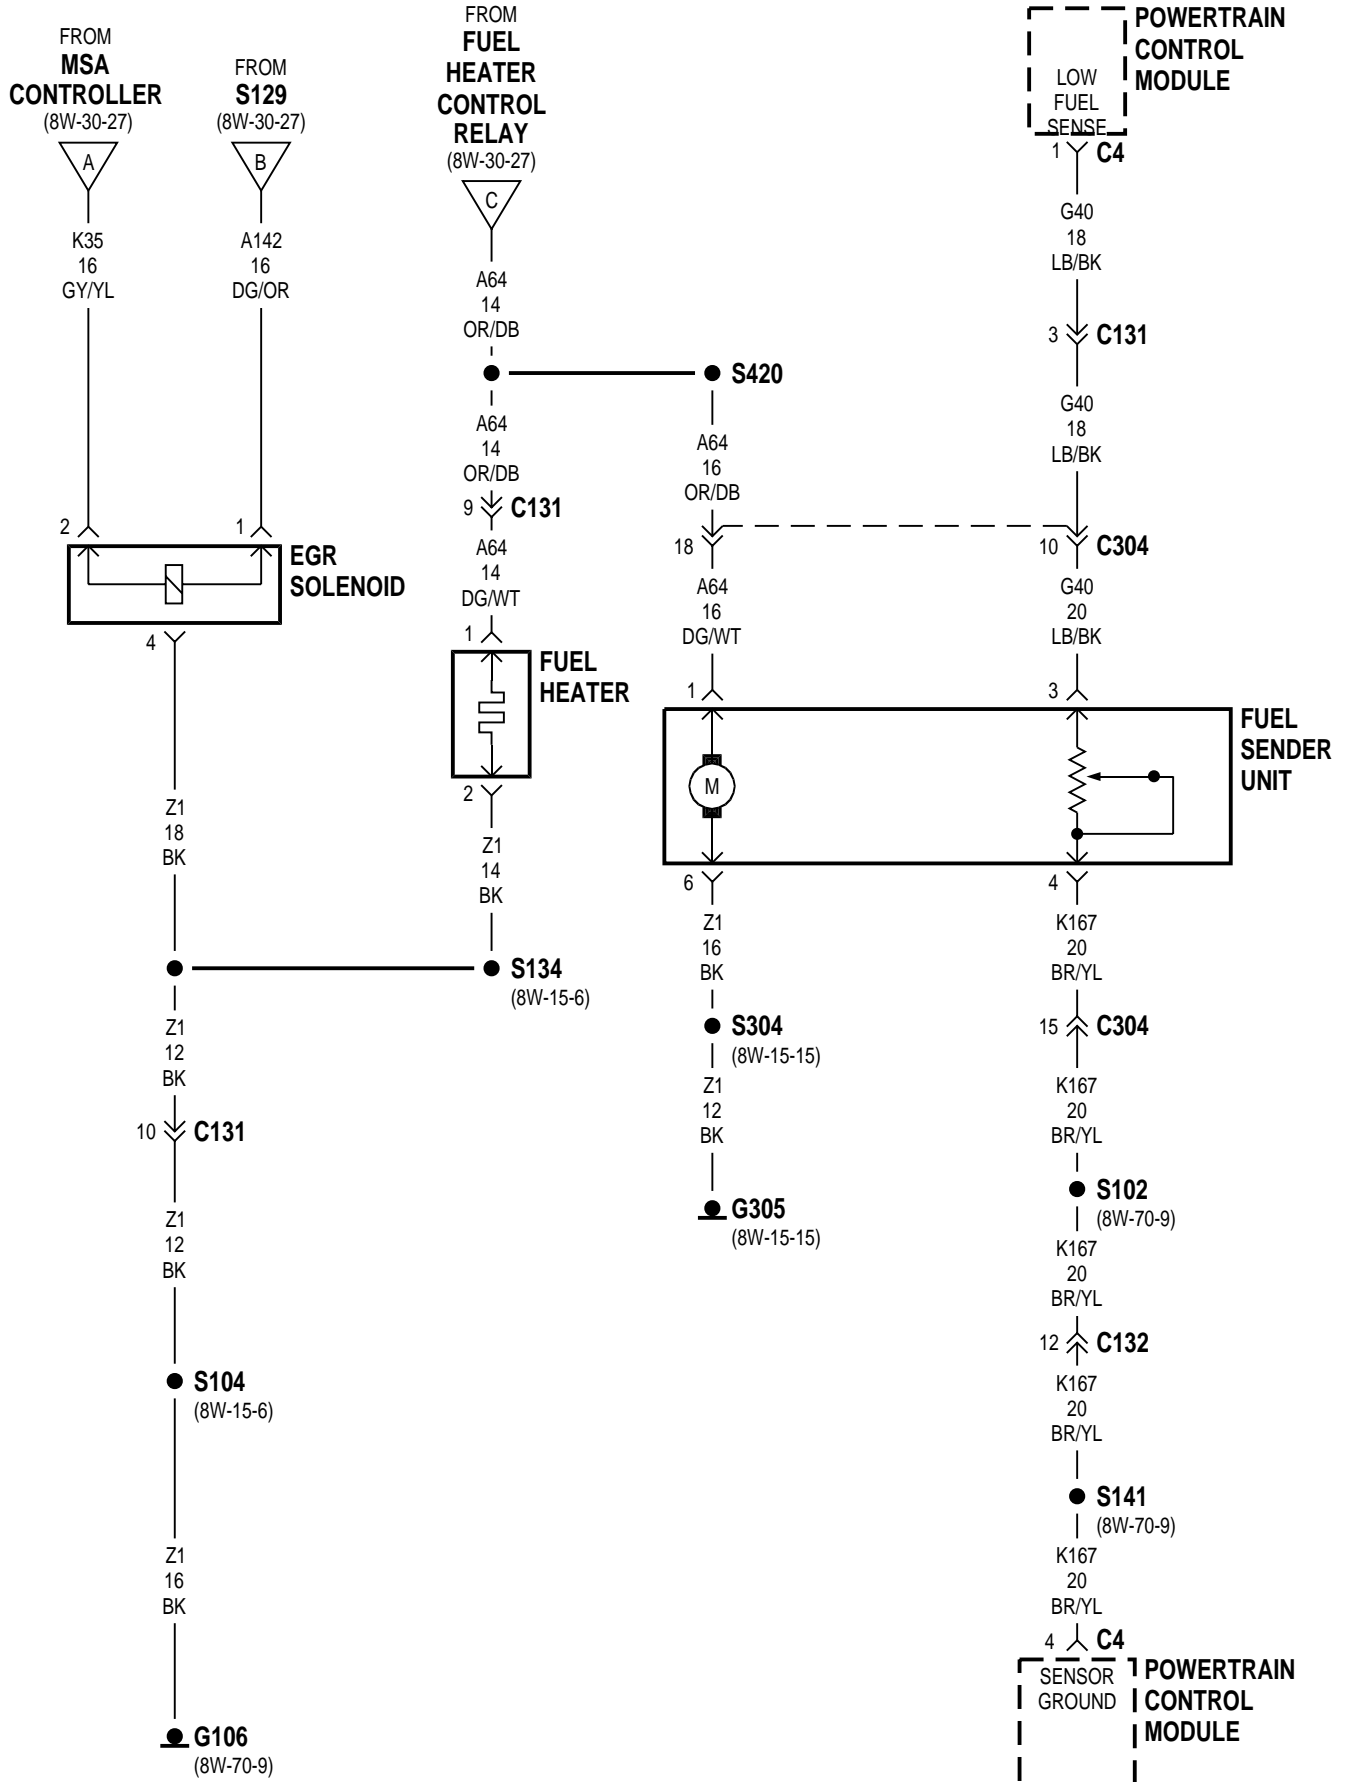 FROM
MSA
CONTROLLER
(8W-30-27)
A
K35
16
GY/YL
2
FROM
S129
(8W-30-27)
B
A142
16
DG/OR
1
EGR
SOLENOID
4
Z1
18
BK
Z1
12
BK
10 C131
Z1
12
BK
S104
(8W-15-6)
Z1
16
BK
G106
(8W-70-9)
FROM
FUEL
HEATER
CONTROL
RELAY
(8W-30-27)
C
A64
14
OR/DB
S420
A64
14
OR/DB
9 C131
A64
14
DG/WT
1
FUEL
HEATER
2
Z1
14
BK
S134
(8W-15-6)
A64
16
OR/DB
18
A64
16
DG/WT
1
M
6
Z1
16
BK
S304
(8W-15-15)
Z1
12
BK
G305
(8W-15-15)
POWERTRAIN
CONTROL
MODULE
LOW
FUEL
SENSE
1 C4
G40
18
LB/BK
3 C131
G40
18
LB/BK
10 C304
G40
20
LB/BK
3
FUEL
SENDER
UNIT
4
K167
20
BR/YL
15 C304
K167
20
BR/YL
S102
(8W-70-9)
K167
20
BR/YL
12 C132
K167
20
BR/YL
S141
(8W-70-9)
K167
20
BR/YL
4 C4
SENSOR
GROUND
POWERTRAIN
CONTROL
MODULE